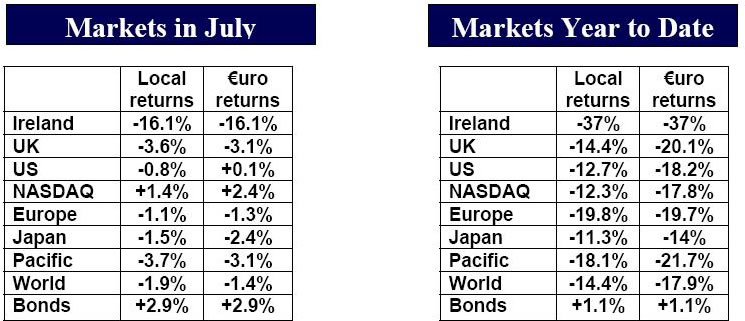 Markets in July
Local €uro
returns returns
Ireland -16.1% -16.1%
UK -3.6% -3.1%
US -0.8% +0.1%
NASDAQ +1.4% +2.4%
Europe -1.1% -1.3%
Japan -1.5% -2.4%
Pacific -3.7% -3.1%
World -1.9% -1.4%
Bonds +2.9% +2.9%
Markets Year to Date
Local €uro
returns returns
Ireland -37% -37%
UK -14.4% -20.1%
US -12.7% -18.2%
NASDAQ -12.3% -17.8%
Europe -19.8% -19.7%
Japan -11.3% -14%
Pacific -18.1% -21.7%
World -14.4% -17.9%
Bonds +1.1% +1.1%